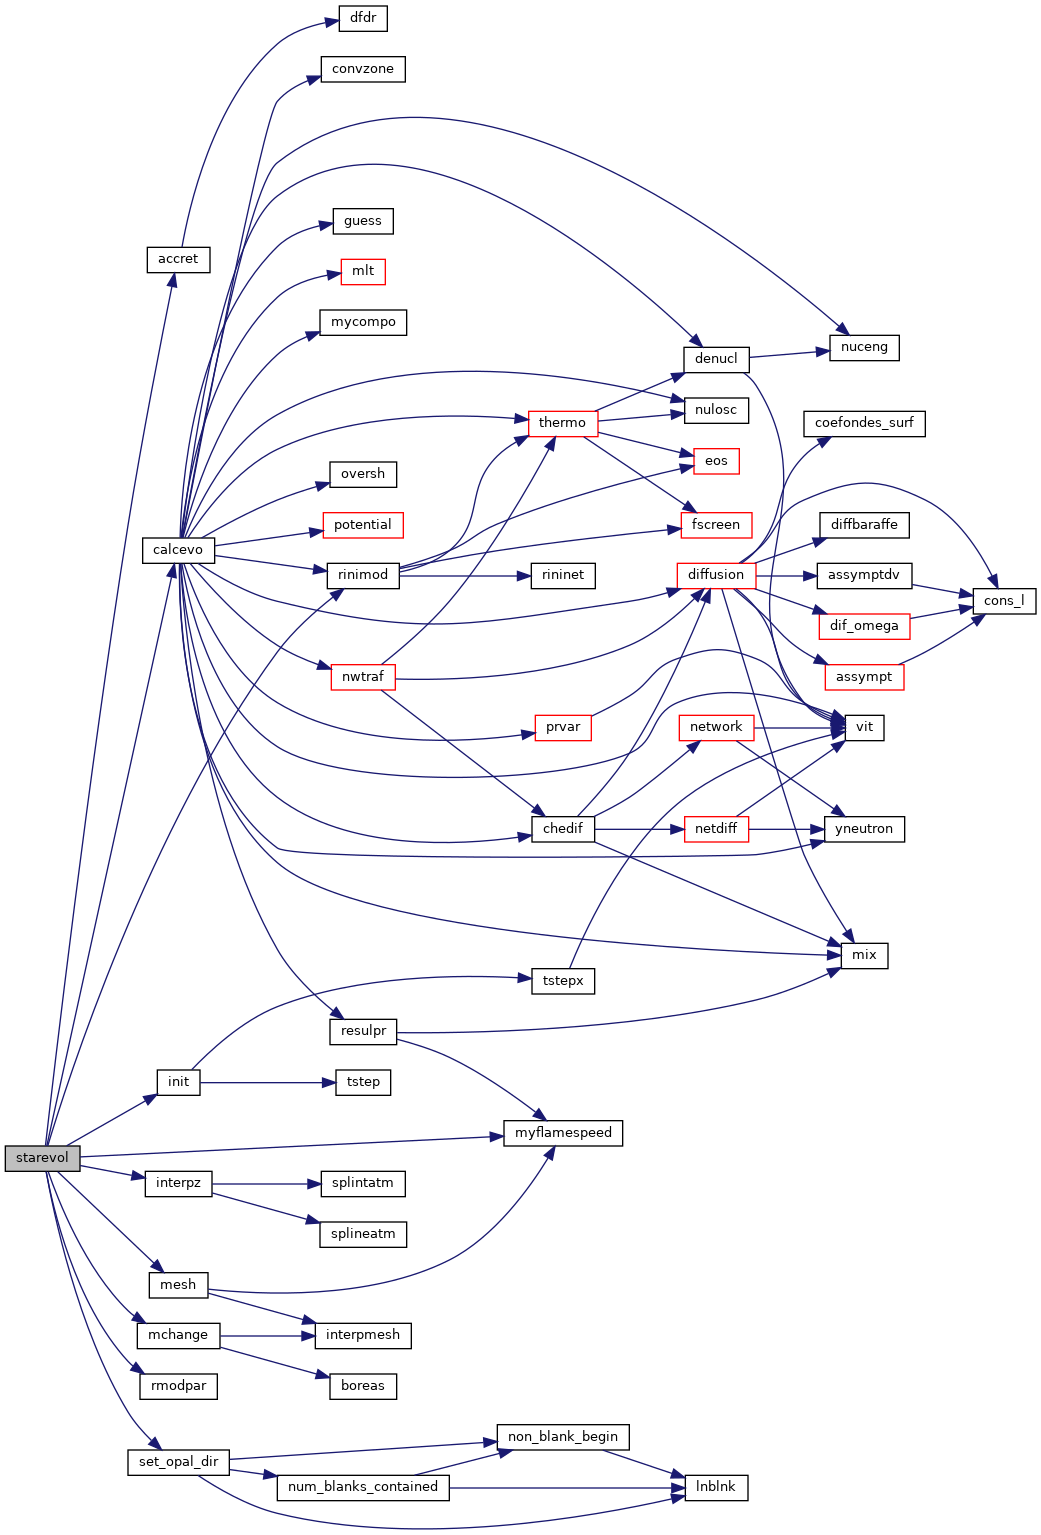 dfdr
convzone
guess
accret
mlt
mycompo
nuceng
denucl
nulosc
thermo
coefondes_surf
eos
oversh
fscreen
potential
diffbaraffe
calcevo
rinimod
rininet
diffusion
assymptdv
cons_l
dif_omega
nwtraf
assympt
prvar
network
vit
chedif
netdiff
yneutron
mix
tstepx
resulpr
init
tstep
myflamespeed
starevol
interpz
splintatm
splineatm
mesh
mchange
interpmesh
rmodpar
boreas
non_blank_begin
set_opal_dir
num_blanks_contained
lnblnk